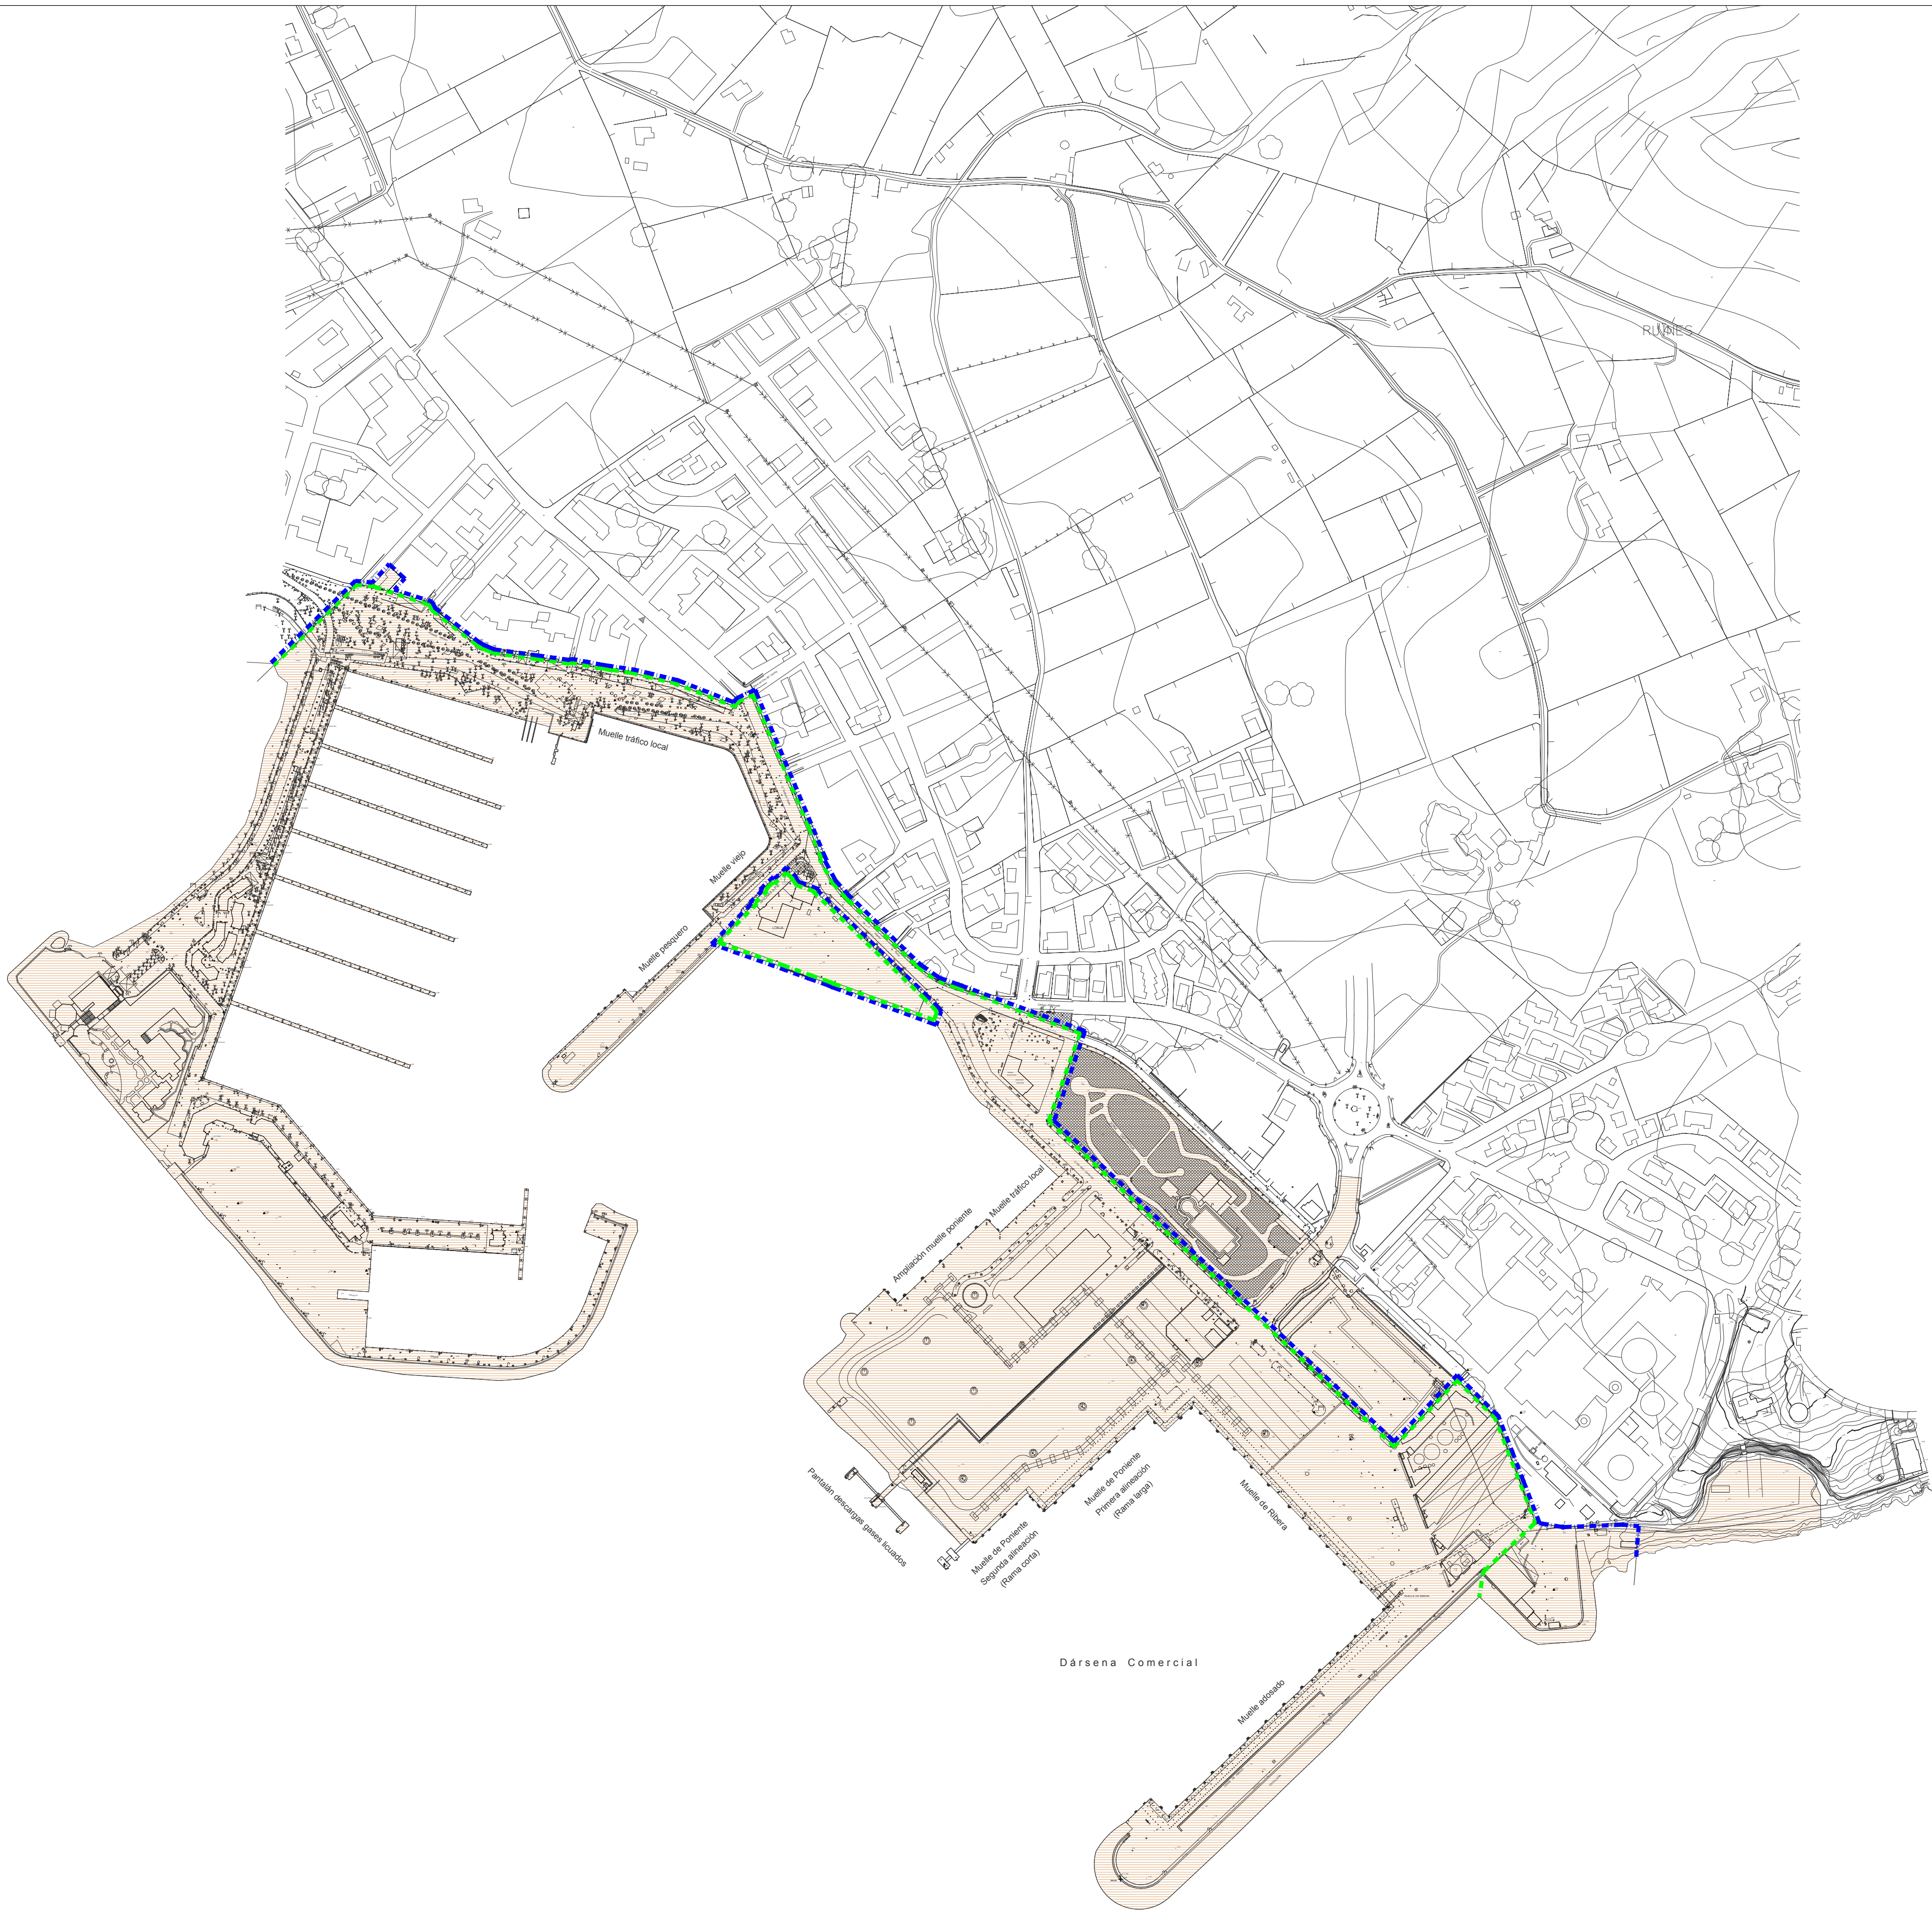 RUINES
Muelle tráfico local
Muelle viejo
Muelle pesquero
LONJA
Muelle tráfico local
Ampliación muelle poniente
Pantalán descargas gases licuados
Muelle de Poniente
Segunda alineación
(Rama corta)
Muelle de Poniente
Primera alineación
(Rama larga)
Muelle de Ribera
Dársena Comercial
Muelle adosado